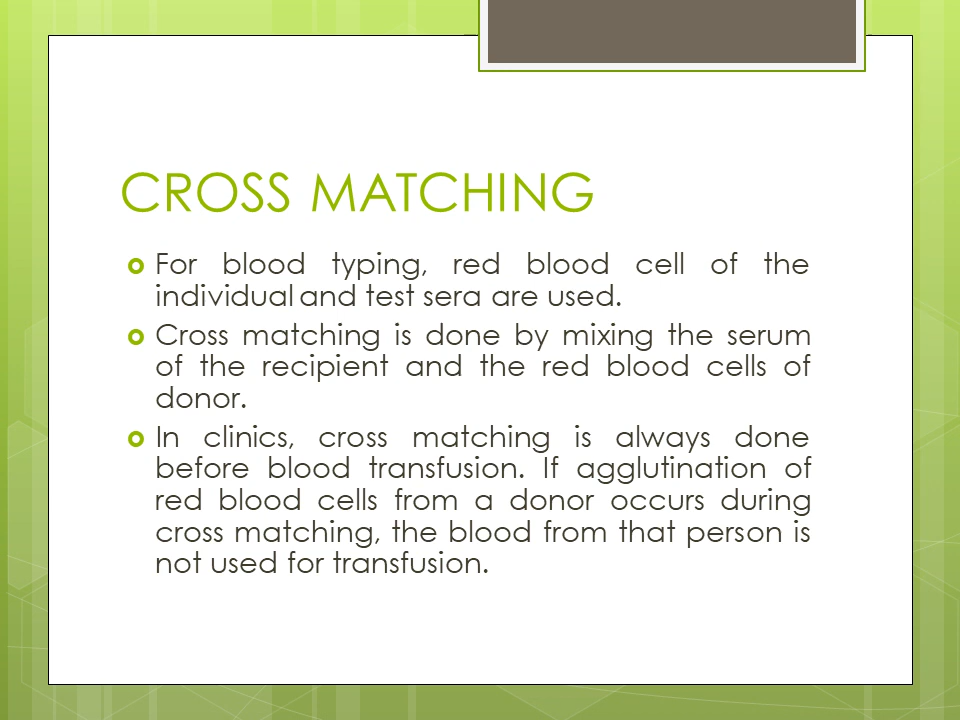 CROSS MATCHING
For blood typing, red blood cell of the
individual and test sera are used.
Cross matching is done by mixing the serum
of the recipient and the red blood cells of
donor.
In clinics, cross matching is always done
before blood transfusion. If agglutination of
red blood cells from a donor occurs during
cross matching, the blood from that person is
not used for transfusion.